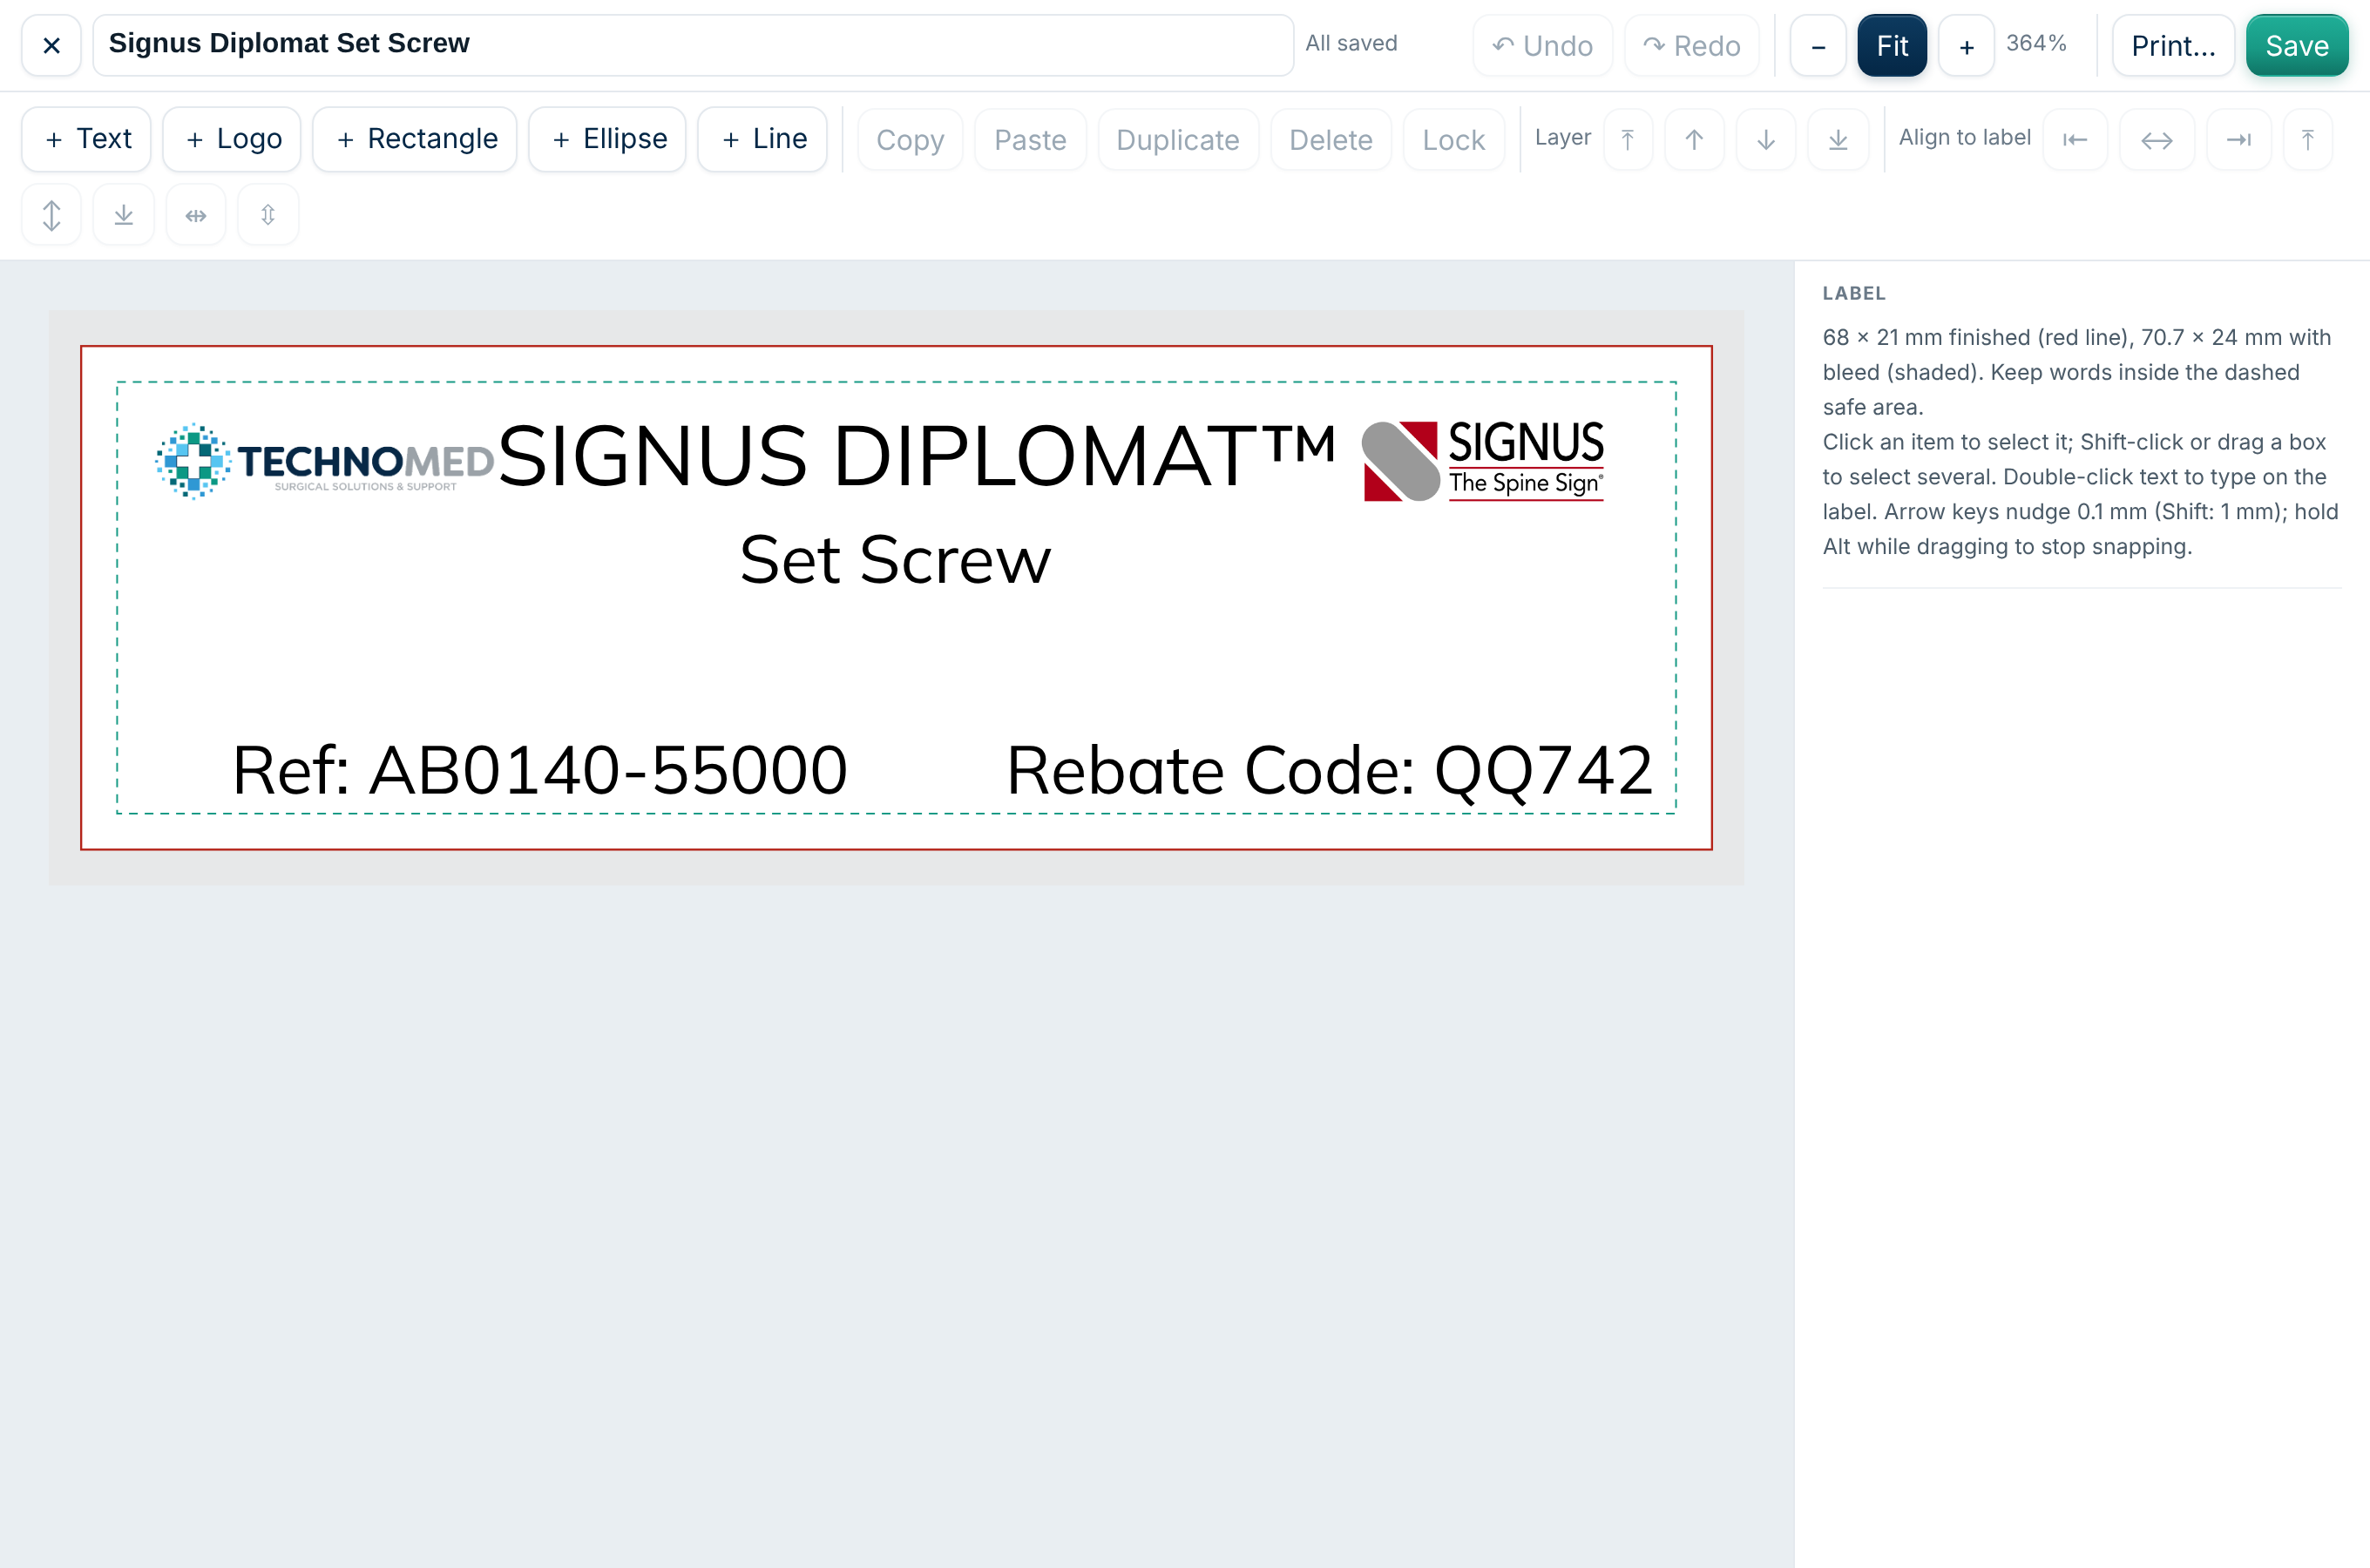 Signus Diplomat Set Screw
All saved
↶ Undo
↷ Redo
−
Fit
+
364%
Print...
Save
+ Text
+ Logo
+ Rectangle
+ Ellipse
+ Line
Copy
Paste
Duplicate
Delete
Lock
Layer
Align to label
LABEL
68 × 21 mm finished (red line), 70.7 × 24 mm with
bleed (shaded). Keep words inside the dashed
safe area.
Click an item to select it; Shift-click or drag a box
to select several. Double-click text to type on the
label. Arrow keys nudge 0.1 mm (Shift: 1 mm); hold
Alt while dragging to stop snapping.
TECHNOMED
SURGICAL SOLUTIONS & SUPPORT
SIGNUS DIPLOMAT™
SIGNUS
The Spine Sign®
Set Screw
Ref: AB0140-55000
Rebate Code: QQ742